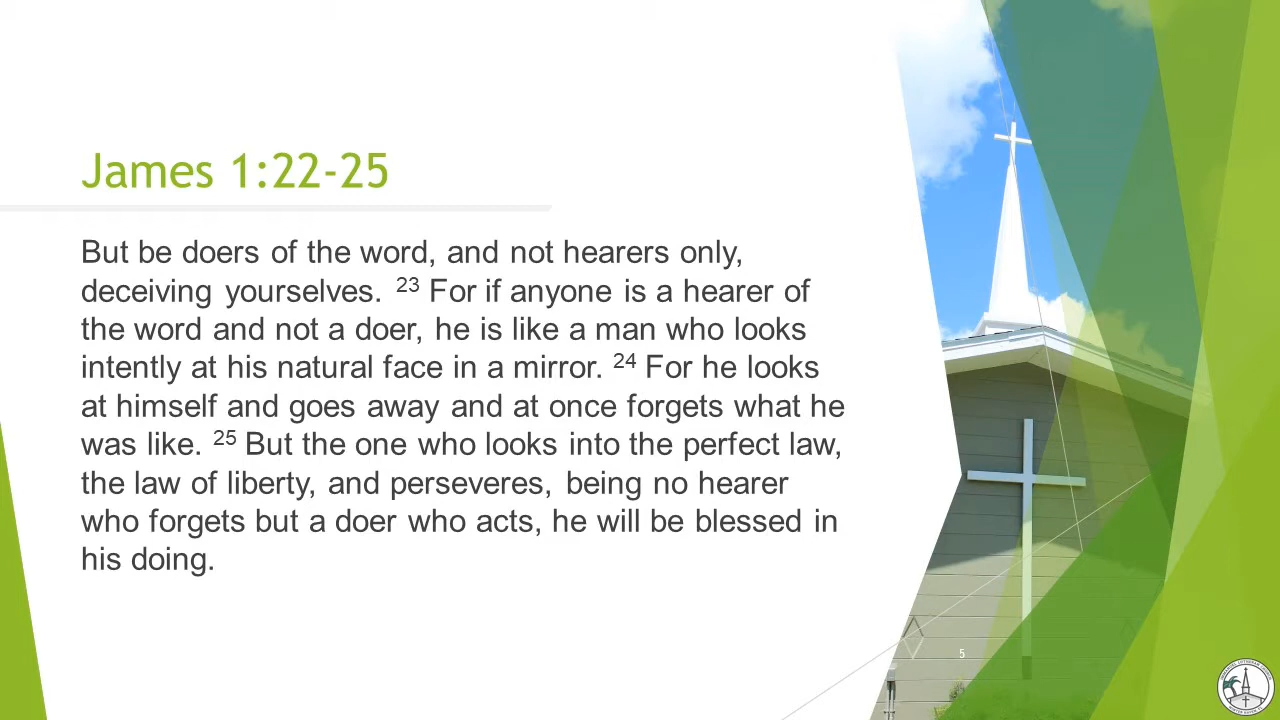 James 1:22-25
But be doers of the word, and not hearers only,
deceiving yourselves. 23 For if anyone is a hearer of
the word and not a doer, he is like a man who looks
intently at his natural face in a mirror. 24 For he looks
at himself and goes away and at once forgets what he
was like. 25 But the one who looks into the perfect law,
the law of liberty, and perseveres, being no hearer
who forgets but a doer who acts, he will be blessed in
his doing.
5